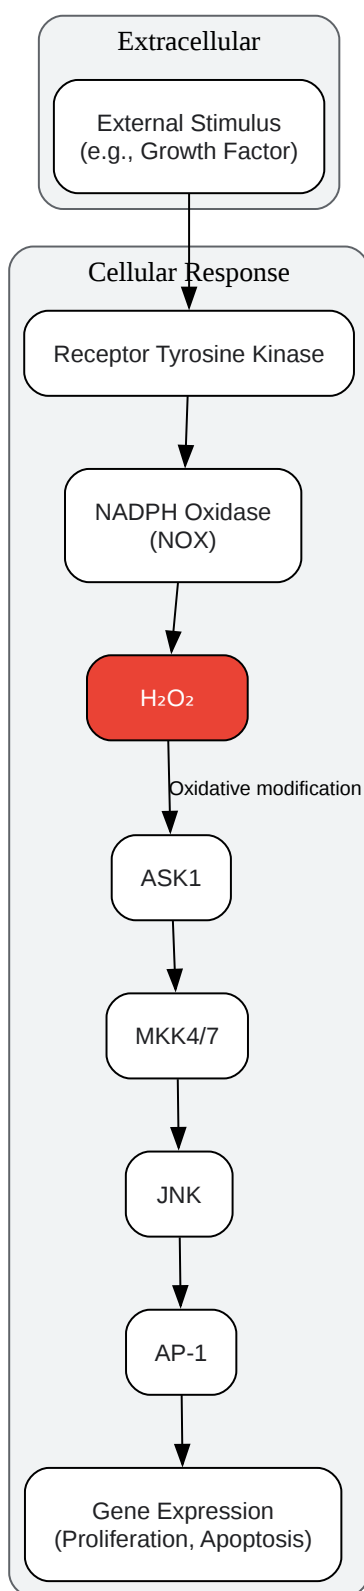 Extracellular
External Stimulus
(e.g., Growth Factor)
Cellular Response
Receptor Tyrosine Kinase
NADPH Oxidase
(NOX)
H₂O₂
Oxidative modification
ASK1
MKK4/7
JNK
AP-1
Gene Expression
(Proliferation, Apoptosis)